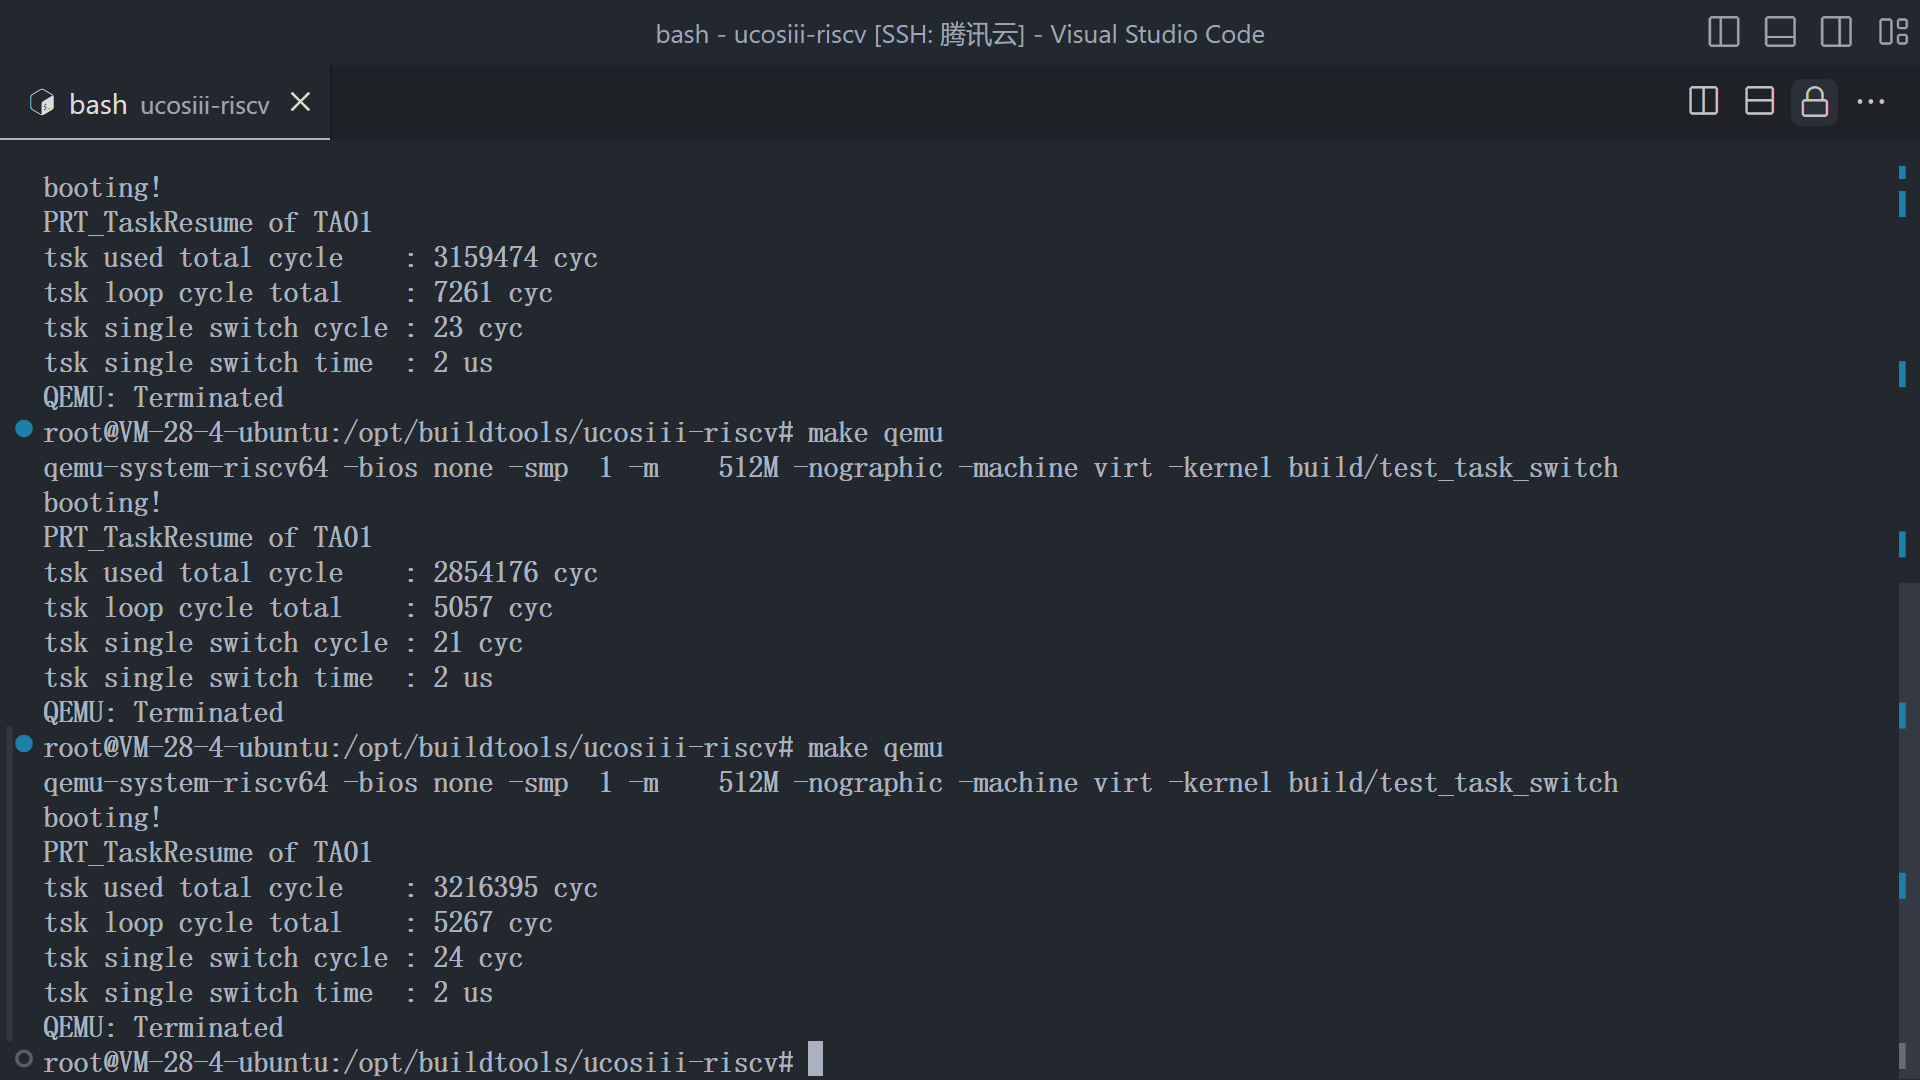 bash - ucosiii-riscv [SSH: 腾讯云] - Visual Studio Code
bash ucosiii-riscv
booting!
PRT_TaskResume of TA01
tsk used total cycle    : 3159474 cyc
tsk loop cycle total    : 7261 cyc
tsk single switch cycle : 23 cyc
tsk single switch time  : 2 us
QEMU: Terminated
root@VM-28-4-ubuntu:/opt/buildtools/ucosiii-riscv# make qemu
qemu-system-riscv64 -bios none -smp  1 -m    512M -nographic -machine virt -kernel build/test_task_switch
booting!
PRT_TaskResume of TA01
tsk used total cycle    : 2854176 cyc
tsk loop cycle total    : 5057 cyc
tsk single switch cycle : 21 cyc
tsk single switch time  : 2 us
QEMU: Terminated
root@VM-28-4-ubuntu:/opt/buildtools/ucosiii-riscv# make qemu
qemu-system-riscv64 -bios none -smp  1 -m    512M -nographic -machine virt -kernel build/test_task_switch
booting!
PRT_TaskResume of TA01
tsk used total cycle    : 3216395 cyc
tsk loop cycle total    : 5267 cyc
tsk single switch cycle : 24 cyc
tsk single switch time  : 2 us
QEMU: Terminated
root@VM-28-4-ubuntu:/opt/buildtools/ucosiii-riscv#